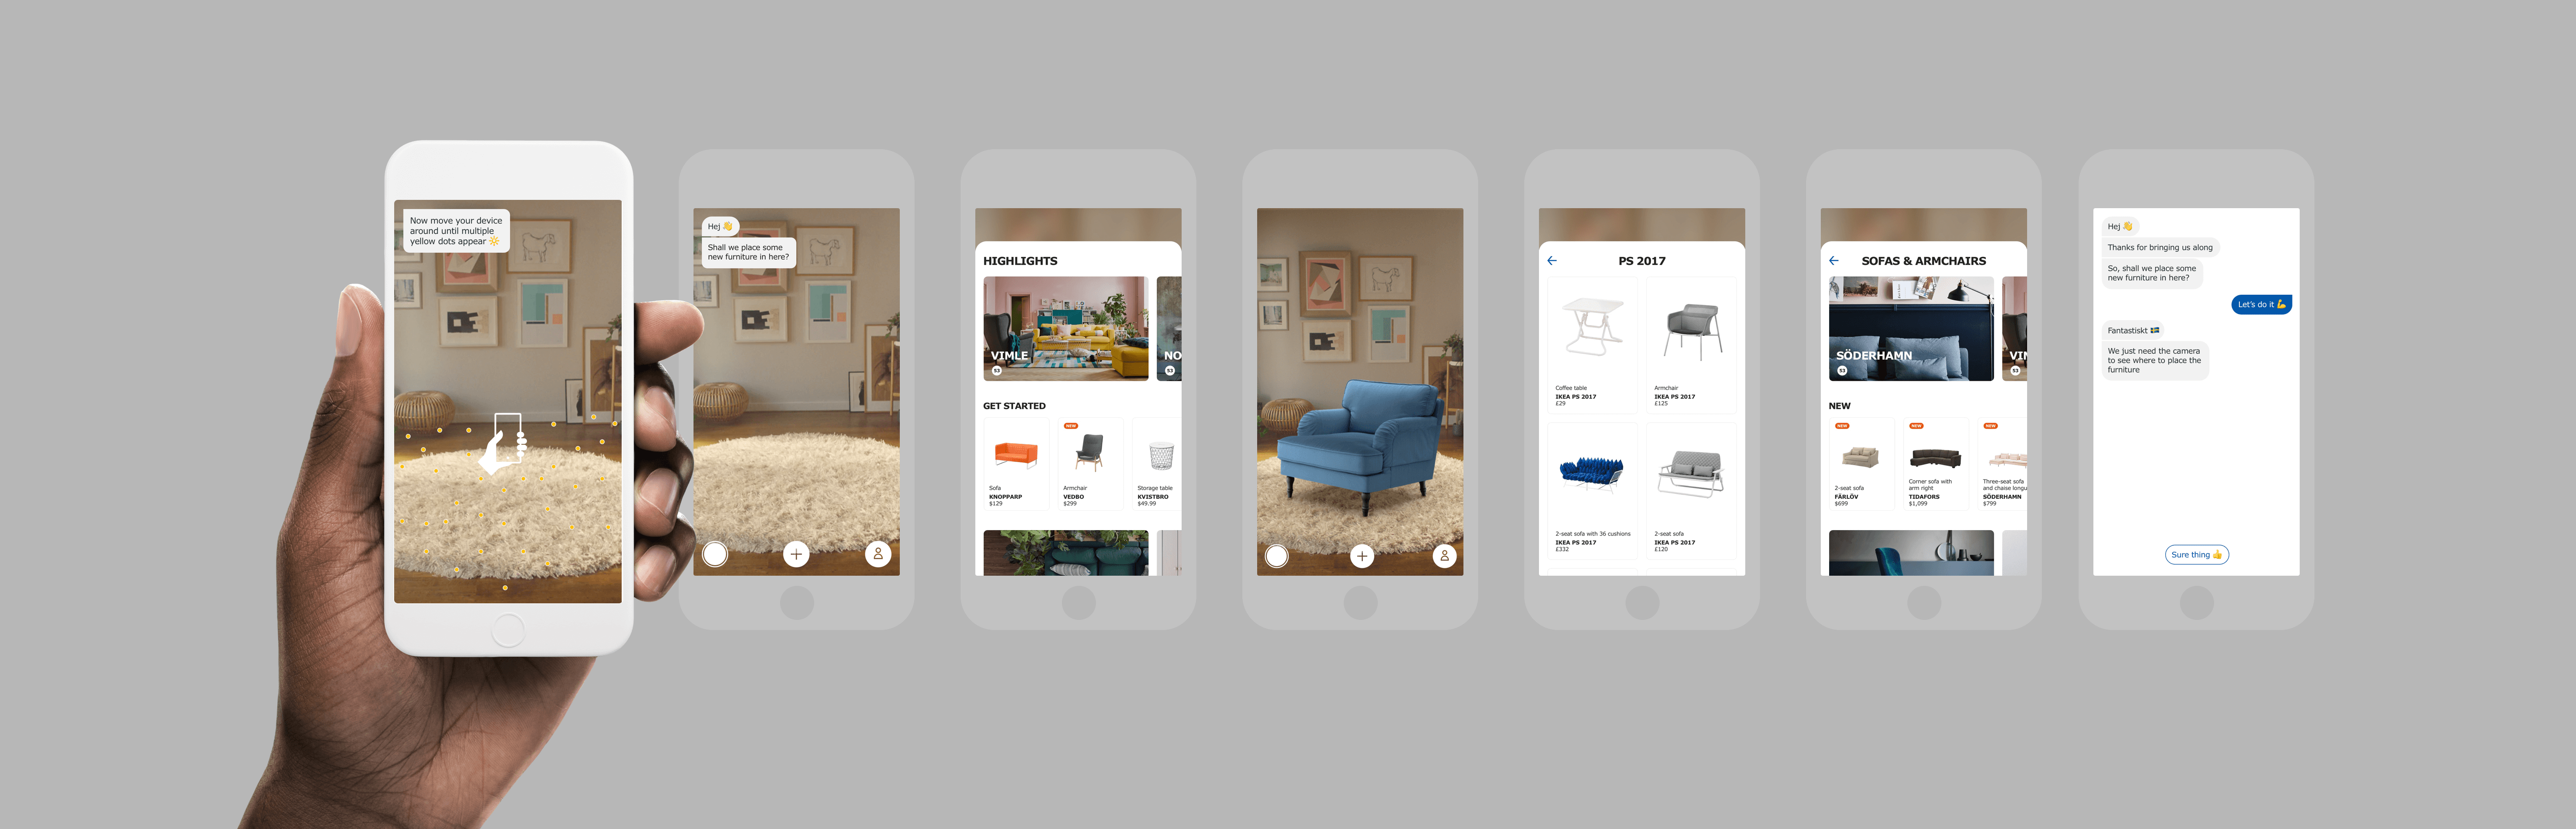 Now move your device
around until multiple
yellow dots appear
Hej 👋
Shall we place some
new furniture in here?
HIGHLIGHTS
VIMLE
53
NO
53
GET STARTED
Sofa
KNOPPARP
$129
NEW
Armchair
VEDBO
$299
Storage table
KVISTBRO
$49.99
PS 2017
Coffee table
IKEA PS 2017
£29
Armchair
IKEA PS 2017
£125
2-seat sofa with 36 cushions
IKEA PS 2017
£332
2-seat sofa
IKEA PS 2017
£120
SOFAS & ARMCHAIRS
SÖDERHAMN
53
VIM
53
NEW
NEW
2-seat sofa
FÄRLÖV
$699
NEW
Corner sofa with
arm right
TIDAFORS
$1,099
NEW
Three-seat sofa
and chaise longu
SÖDERHAMN
$799
Hej 👋
Thanks for bringing us along
So, shall we place some
new furniture in here?
Let's do it 💪
Fantastiskt 🇸🇪
We just need the camera
to see where to place the
furniture
Sure thing 👍